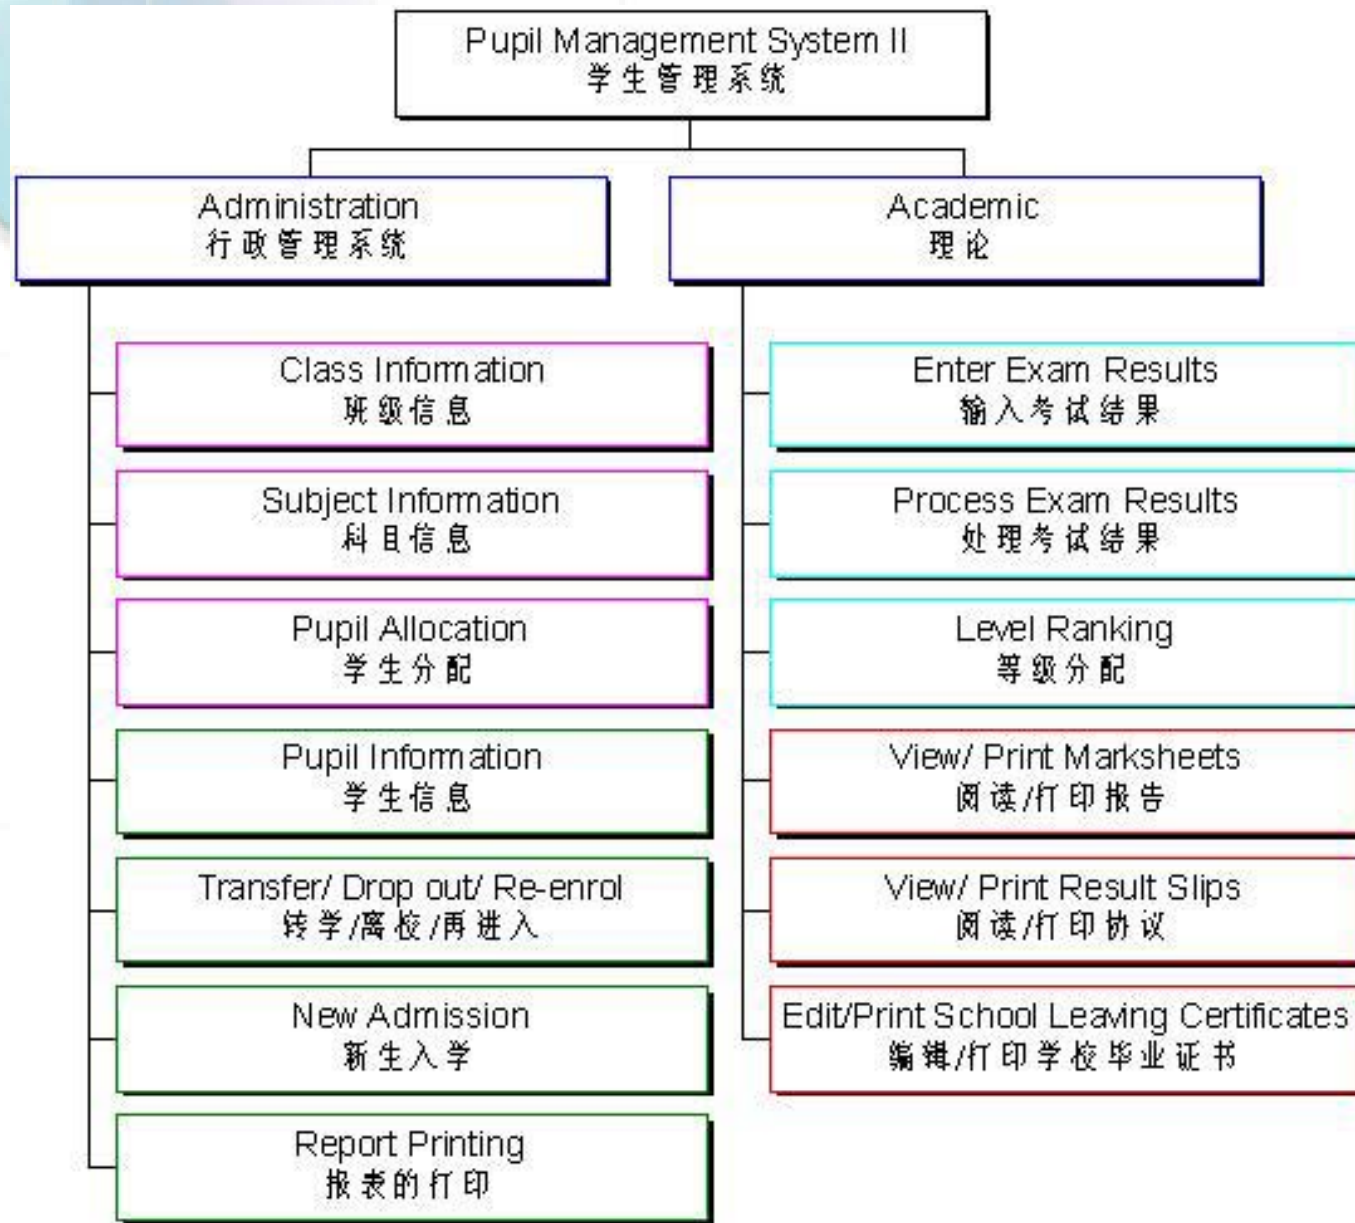 Pupil Management System II
学生管理系统
Administration
行政管理系统
Class Information
班级信息
Subject Information
科目信息
Pupil Allocation
学生分配
Pupil Information
学生信息
Transfer/ Drop out/ Re-enrol
转学/离校/再进入
New Admission
新生入学
Report Printing
报表的打印
Academic
理论
Enter Exam Results
输入考试结果
Process Exam Results
处理考试结果
Level Ranking
等级分配
View/ Print Marksheets
阅读/打印报告
View/ Print Result Slips
阅读/打印协议
Edit/Print School Leaving Certificates
编辑/打印学校毕业证书